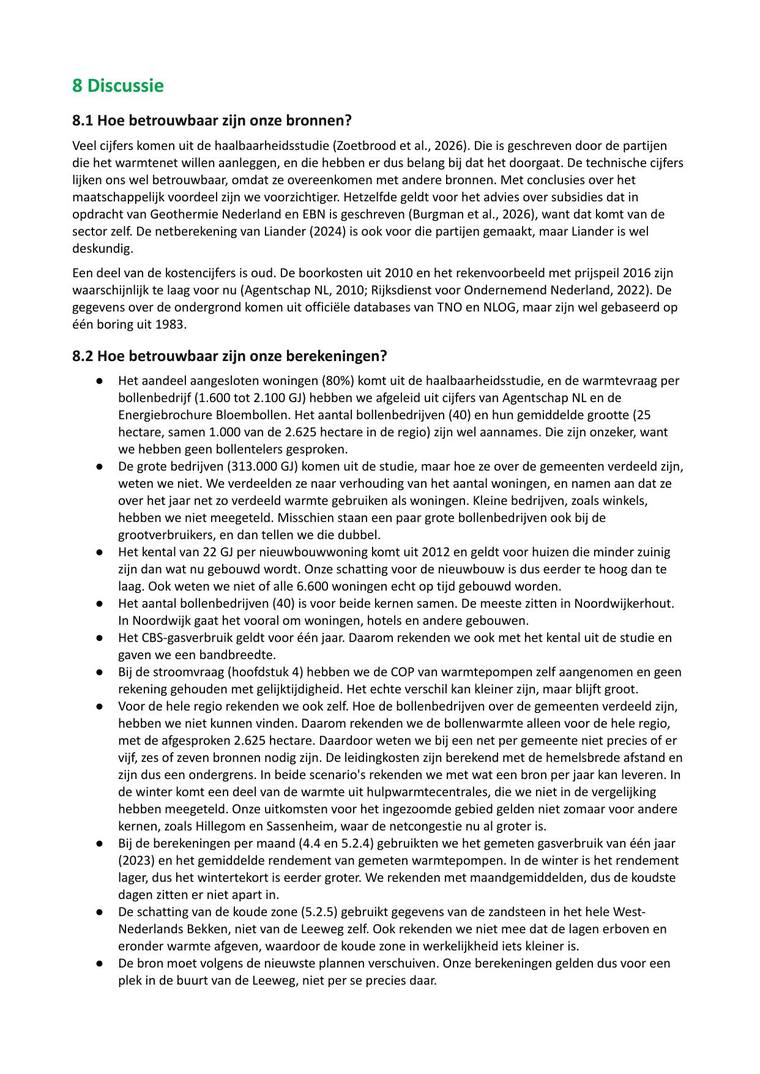 8 Discussie
8.1 Hoe betrouwbaar zijn onze bronnen?
Veel cijfers komen uit de haalbaarheidsstudie (Zoetbrood et al., 2026). Die is geschreven door de partijen
die het warmtenet willen aanleggen, en die hebben er dus belang bij dat het doorgaat. De technische cijfers
lijken ons wel betrouwbaar, omdat ze overeenkomen met andere bronnen. Met conclusies over het
maatschappelijk voordeel zijn we voorzichtiger. Hetzelfde geldt voor het advies over subsidies dat in
opdracht van Geothermie Nederland en EBN is geschreven (Burgman et al., 2026), want dat komt van de
sector zelf. De netberekening van Liander (2024) is ook voor die partijen gemaakt, maar Liander is wel
deskundig.
Een deel van de kostencijfers is oud. De boorkosten uit 2010 en het rekenvoorbeeld met prijspeil 2016 zijn
waarschijnlijk te laag voor nu (Agentschap NL, 2010; Rijksdienst voor Ondernemend Nederland, 2022). De
gegevens over de ondergrond komen uit officiële databases van TNO en NLOG, maar zijn wel gebaseerd op
één boring uit 1983.
8.2 Hoe betrouwbaar zijn onze berekeningen?
● Het aandeel aangesloten woningen (80%) komt uit de haalbaarheidsstudie, en de warmtevraag per
bollenbedrijf (1.600 tot 2.100 GJ) hebben we afgeleid uit cijfers van Agentschap NL en de
Energiebrochure Bloembollen. Het aantal bollenbedrijven (40) en hun gemiddelde grootte (25
hectare, samen 1.000 van de 2.625 hectare in de regio) zijn wel aannames. Die zijn onzeker, want
we hebben geen bollentelers gesproken.
● De grote bedrijven (313.000 GJ) komen uit de studie, maar hoe ze over de gemeenten verdeeld zijn,
weten we niet. We verdeelden ze naar verhouding van het aantal woningen, en namen aan dat ze
over het jaar net zo verdeeld warmte gebruiken als woningen. Kleine bedrijven, zoals winkels,
hebben we niet meegeteld. Misschien staan een paar grote bollenbedrijven ook bij de
grootverbruikers, en dan tellen we die dubbel.
● Het kental van 22 GJ per nieuwbouwwoning komt uit 2012 en geldt voor huizen die minder zuinig
zijn dan wat nu gebouwd wordt. Onze schatting voor de nieuwbouw is dus eerder te hoog dan te
laag. Ook weten we niet of alle 6.600 woningen echt op tijd gebouwd worden.
● Het aantal bollenbedrijven (40) is voor beide kernen samen. De meeste zitten in Noordwijkerhout.
In Noordwijk gaat het vooral om woningen, hotels en andere gebouwen.
● Het CBS-gasverbruik geldt voor één jaar. Daarom rekenden we ook met het kental uit de studie en
gaven we een bandbreedte.
● Bij de stroomvraag (hoofdstuk 4) hebben we de COP van warmtepompen zelf aangenomen en geen
rekening gehouden met gelijktijdigheid. Het echte verschil kan kleiner zijn, maar blijft groot.
● Voor de hele regio rekenden we ook zelf. Hoe de bollenbedrijven over de gemeenten verdeeld zijn,
hebben we niet kunnen vinden. Daarom rekenden we de bollenwarmte alleen voor de hele regio,
met de afgesproken 2.625 hectare. Daardoor weten we bij een net per gemeente niet precies of er
vijf, zes of zeven bronnen nodig zijn. De leidingkosten zijn berekend met de hemelsbrede afstand en
zijn dus een ondergrens. In beide scenario's rekenden we met wat een bron per jaar kan leveren. In
de winter komt een deel van de warmte uit hulpwarmtecentrales, die we niet in de vergelijking
hebben meegeteld. Onze uitkomsten voor het ingezoomde gebied gelden niet zomaar voor andere
kernen, zoals Hillegom en Sassenheim, waar de netcongestie nu al groter is.
● Bij de berekeningen per maand (4.4 en 5.2.4) gebruikten we het gemeten gasverbruik van één jaar
(2023) en het gemiddelde rendement van gemeten warmtepompen. In de winter is het rendement
lager, dus het wintertekort is eerder groter. We rekenden met maandgemiddelden, dus de koudste
dagen zitten er niet apart in.
● De schatting van de koude zone (5.2.5) gebruikt gegevens van de zandsteen in het hele West-
Nederlands Bekken, niet van de Leeweg zelf. Ook rekenden we niet mee dat de lagen erboven en
eronder warmte afgeven, waardoor de koude zone in werkelijkheid iets kleiner is.
● De bron moet volgens de nieuwste plannen verschuiven. Onze berekeningen gelden dus voor een
plek in de buurt van de Leeweg, niet per se precies daar.